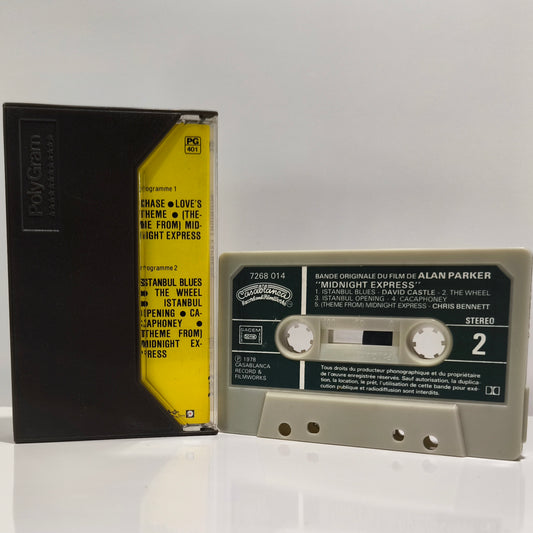 PolyGram
PG
401
rogramme 1
CHASE ● LOVE'S
THEME ● (THE-
ME FROM) MID-
NIGHT EXPRESS
rogramme 2
ISTANBUL BLUES
THE WHEEL
ISTANBUL
OPENING ● CA-
CAPHONEY ●
(THEME FROM)
MIDNIGHT EX-
PRESS
7268 014
Casablanca
Record and FilmWorks
SACEM
℗ 1978
CASABLANCA
RECORD &
FILMWORKS
BANDE ORIGINALE DU FILM DE ALAN PARKER
"MIDNIGHT EXPRESS"
1. ISTANBUL BLUES - DAVID CASTLE - 2. THE WHEEL
3. ISTANBUL OPENING - 4. CACAPHONEY
5. (THEME FROM) MIDNIGHT EXPRESS - CHRIS BENNETT
STEREO
2
Tous droits du producteur phonographique et du propriétaire
de l'œuvre enregistrée réservés. Sauf autorisation, la duplica-
tion, la location, le prêt, l'utilisation de cette bande pour exé-
cution publique et radiodiffusion sont interdits.